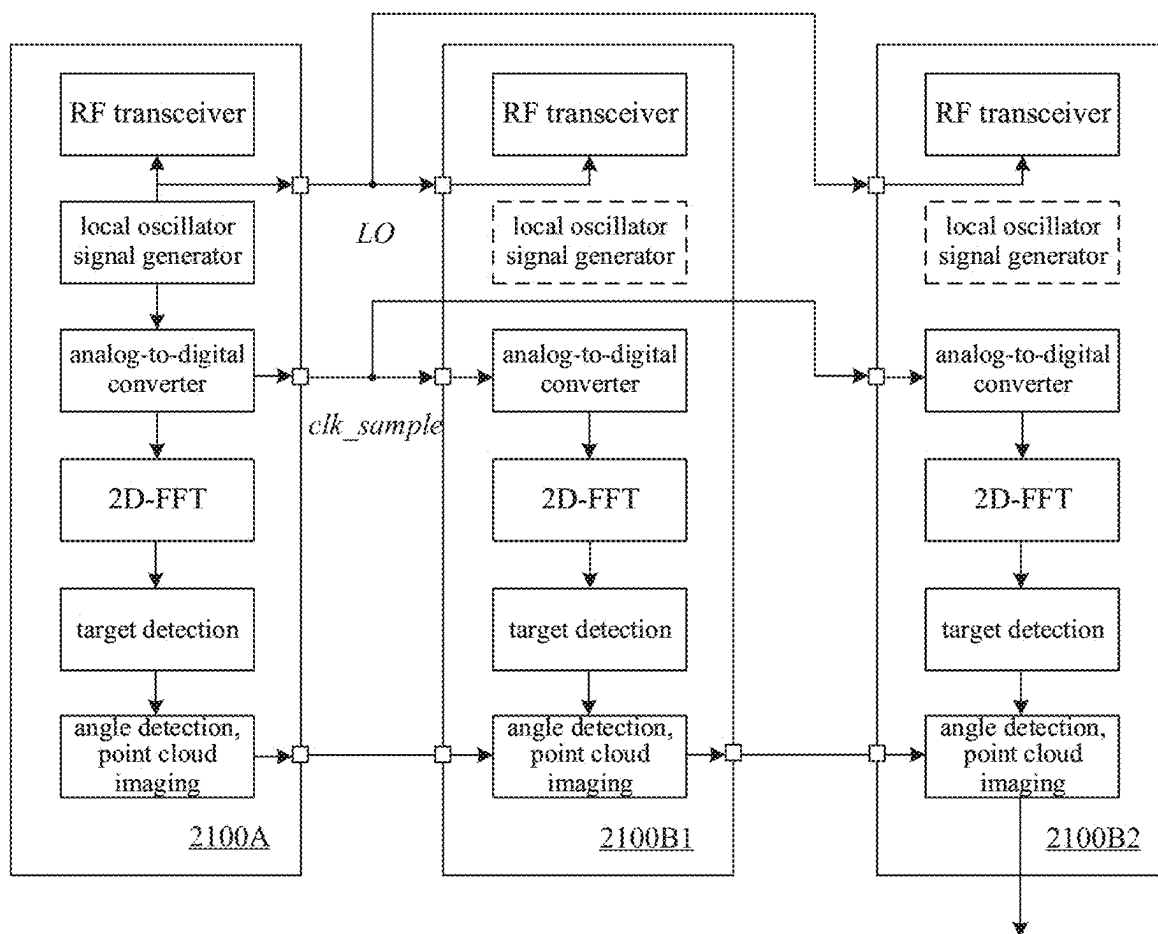 RF transceiver
local oscillator
signal generator
analog-to-digital
converter
2D-FFT
target detection
angle detection,
point cloud
imaging
2100A
LO
clk_sample
RF transceiver
local oscillator
signal generator
analog-to-digital
converter
2D-FFT
target detection
angle detection,
point cloud
imaging
2100B1
RF transceiver
local oscillator
signal generator
analog-to-digital
converter
2D-FFT
target detection
angle detection,
point cloud
imaging
2100B2